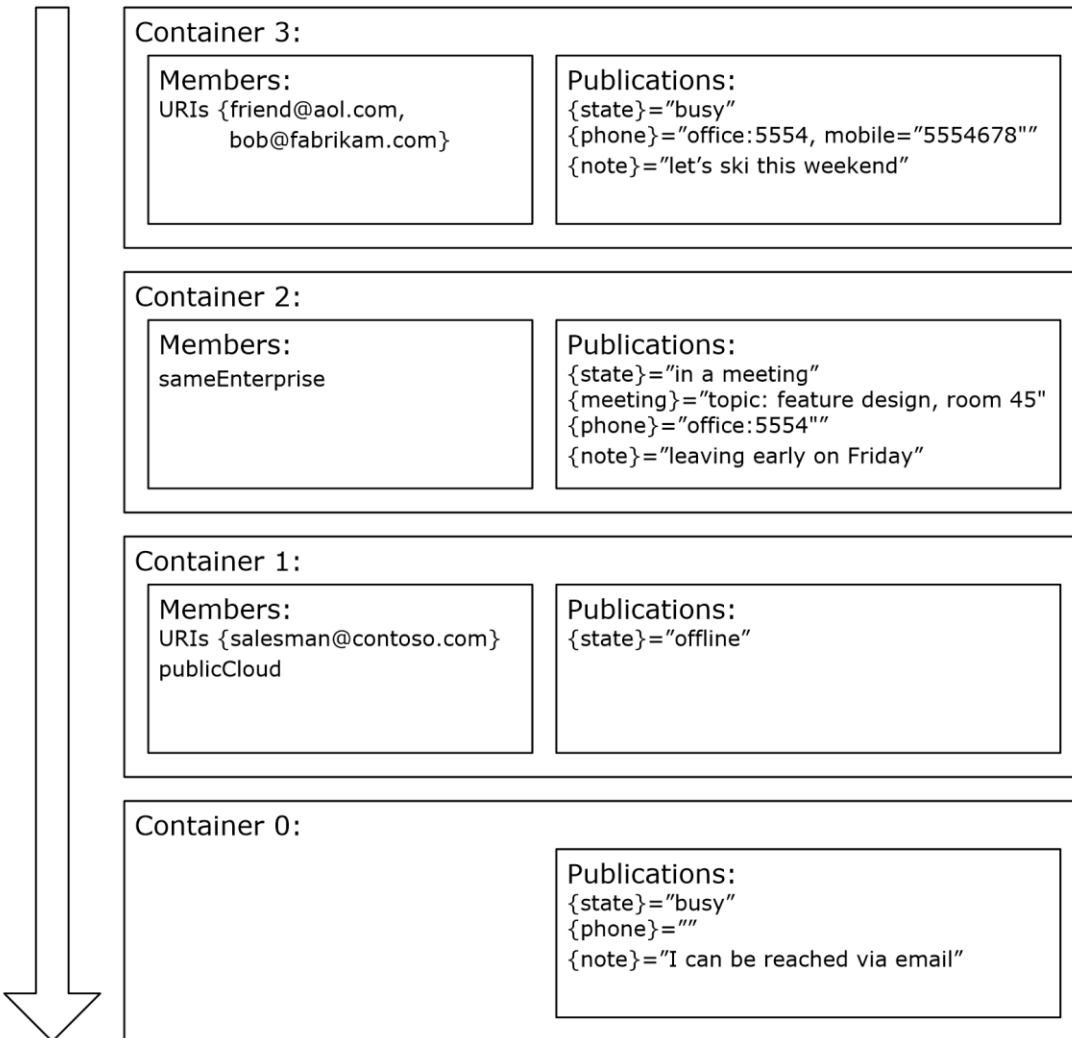 Container 3:
Members:
URIs {friend@aol.com,
bob@fabrikam.com}
Publications:
{state}=”busy”
{phone}=”office:5554, mobile=”5554678"”
{note}=”let’s ski this weekend”
Container 2:
Members:
sameEnterprise
Publications:
{state}=”in a meeting”
{meeting}=”topic: feature design, room 45"
{phone}=”office:5554"”
{note}=”leaving early on Friday”
Container 1:
Members:
URIs {salesman@contoso.com}
publicCloud
Publications:
{state}=”offline”
Container 0:
Publications:
{state}=”busy”
{phone}=””
{note}=”I can be reached via email”